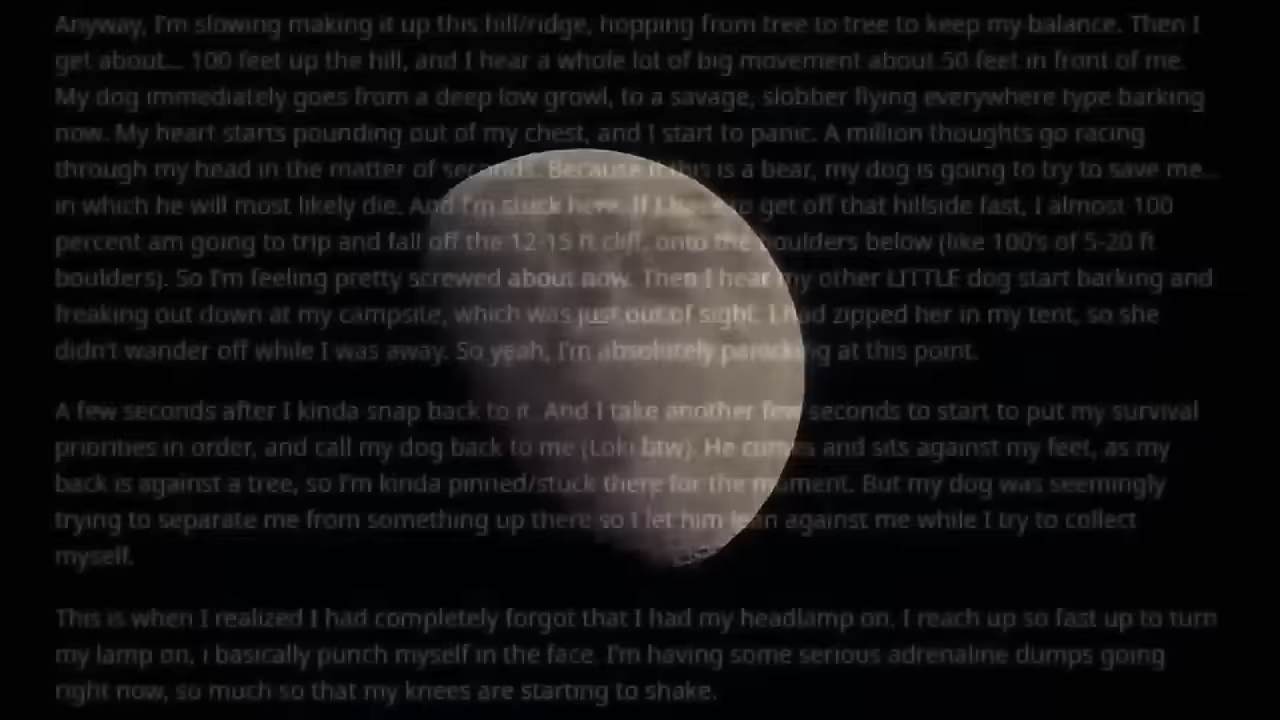 Anyway, I'm slowing making it up this hill/ridge, hopping from tree to tree to keep my balance. Then I
get about... 100 feet up the hill, and I hear a whole lot of big movement about 50 feet in front of me.
My dog immediately goes from a deep low growl, to a savage, slobber flying everywhere type barking
now. My heart starts pounding out of my chest, and I start to panic. A million thoughts go racing
through my head in the matter of seconds. Because if this is a bear, my dog is going to try to save me...
in which he will most likely die. And I'm stuck here. If I get off that hillside fast, I almost 100
percent am going to trip and fall off the 12-15 ft cliff, onto the boulders below (like 100's of 5-20 ft
boulders). So I'm feeling pretty screwed about now. Then I hear my other LITTLE dog start barking and
freaking out down at my campsite, which was just out of sight. I had zipped her in my tent, so she
didn't wander off while I was away. So yeah, I'm absolutely panicking at this point.
A few seconds after I kinda snap back to it. And I take another few seconds to start to put my survival
priorities in order, and call my dog back to me (Loki btw). He comes and sits against my feet, as my
back is against a tree, so I'm kinda pinned/stuck there for the moment. But my dog was seemingly
trying to separate me from something up there so I let him lean against me while I try to collect
myself.
This is when I realized I had completely forgot that I had my headlamp on. I reach up so fast up to turn
my lamp on, i basically punch myself in the face. I'm having some serious adrenaline dumps going
right now, so much so that my knees are starting to shake.